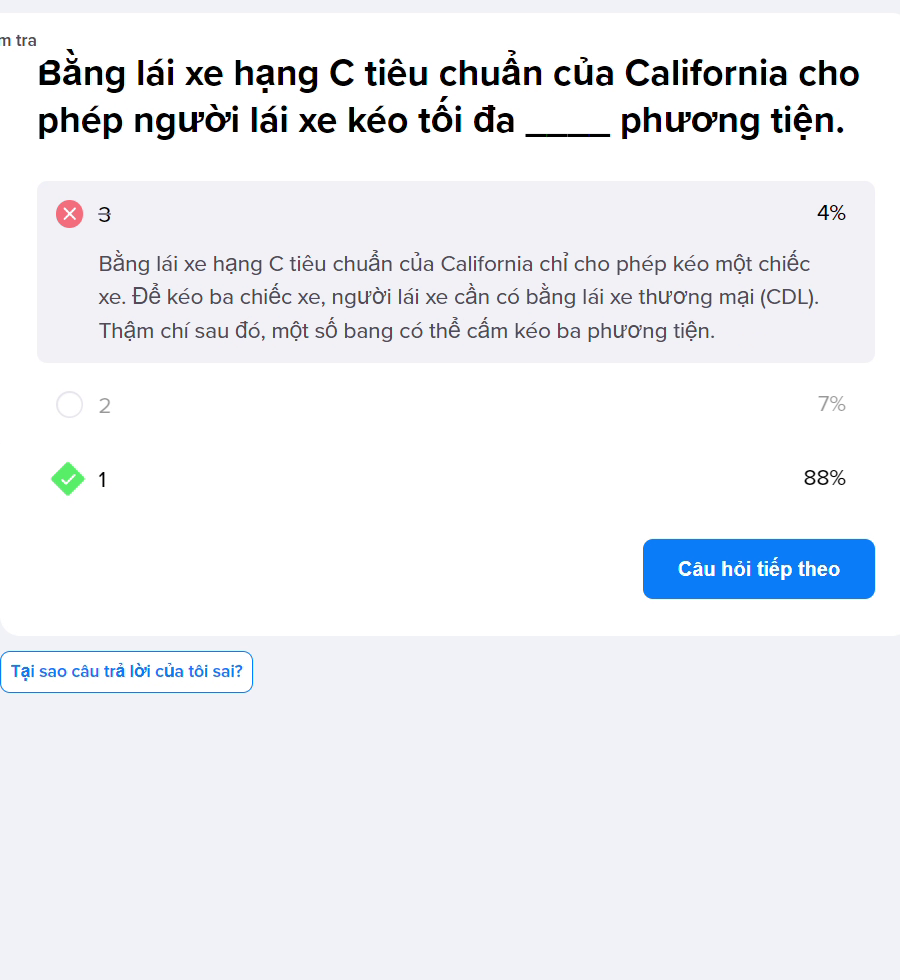 m tra
Bằng lái xe hạng C tiêu chuẩn của California cho
phép người lái xe kéo tối đa ____ phương tiện.
3 4%
Bằng lái xe hạng C tiêu chuẩn của California chỉ cho phép kéo một chiếc
xe. Để kéo ba chiếc xe, người lái xe cần có bằng lái xe thương mại (CDL).
Thậm chí sau đó, một số bang có thể cấm kéo ba phương tiện.
2 7%
1 88%
Câu hỏi tiếp theo
Tại sao câu trả lời của tôi sai?